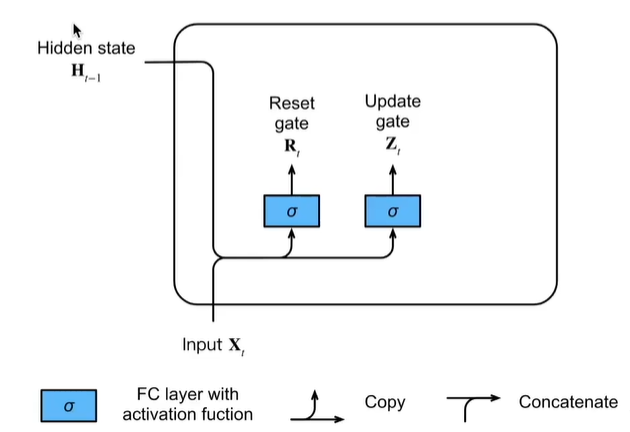 Hidden state
H_{t-1}
Reset
gate
R_t
Update
gate
Z_t
σ
σ
Input X_t
σ
FC layer with
activation fuction
Copy
Concatenate